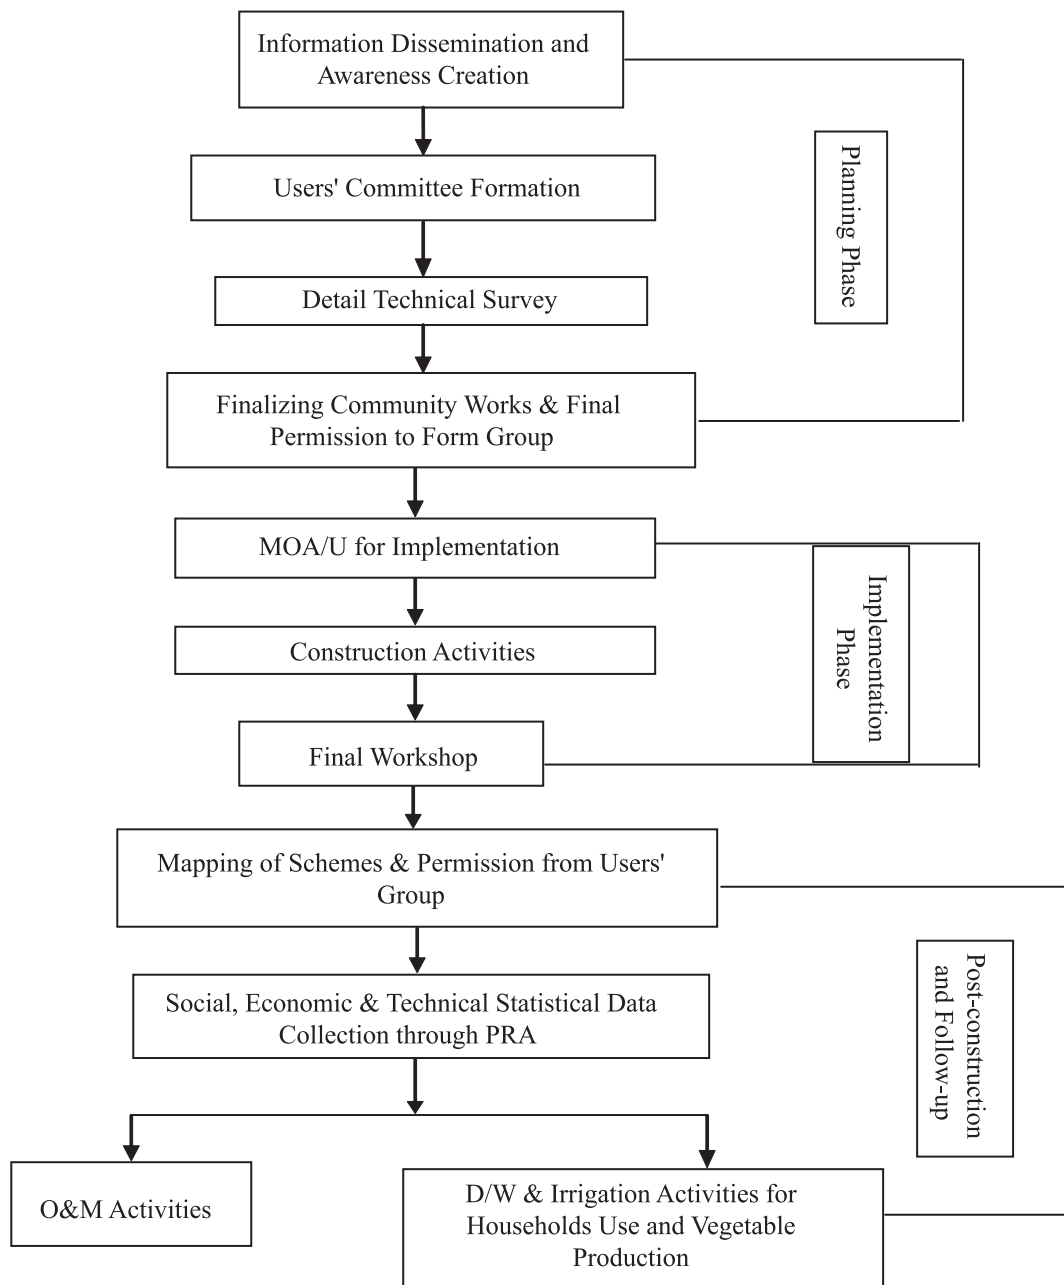 Information Dissemination and
Awareness Creation
Users' Committee Formation
Planning Phase
Detail Technical Survey
Finalizing Community Works & Final
Permission to Form Group
MOA/U for Implementation
Implementation
Phase
Construction Activities
Final Workshop
Mapping of Schemes & Permission from Users'
Group
Social, Economic & Technical Statistical Data
Collection through PRA
Post-construction
and Follow-up
O&M Activities
D/W & Irrigation Activities for
Households Use and Vegetable
Production